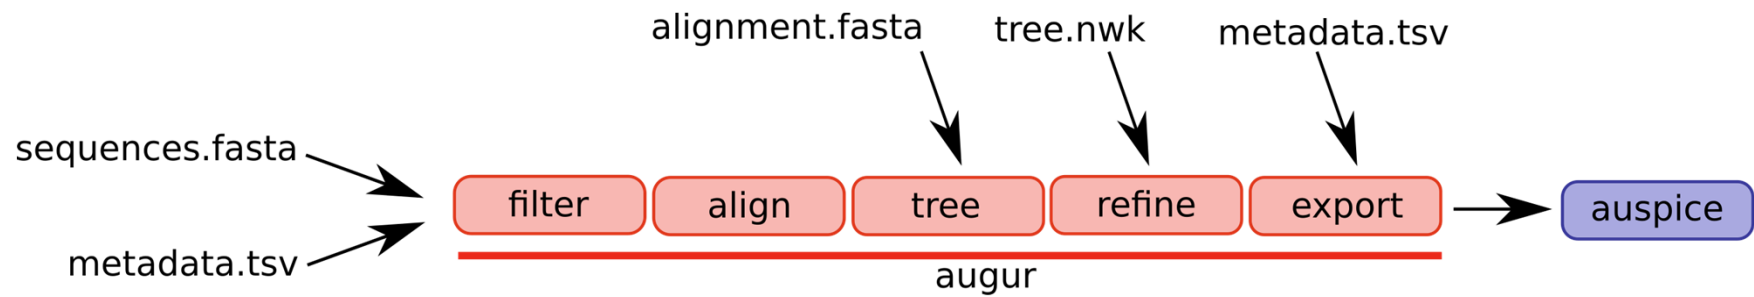 alignment.fasta
tree.nwk
metadata.tsv
sequences.fasta
metadata.tsv
filter
align
tree
refine
export
auspice
augur